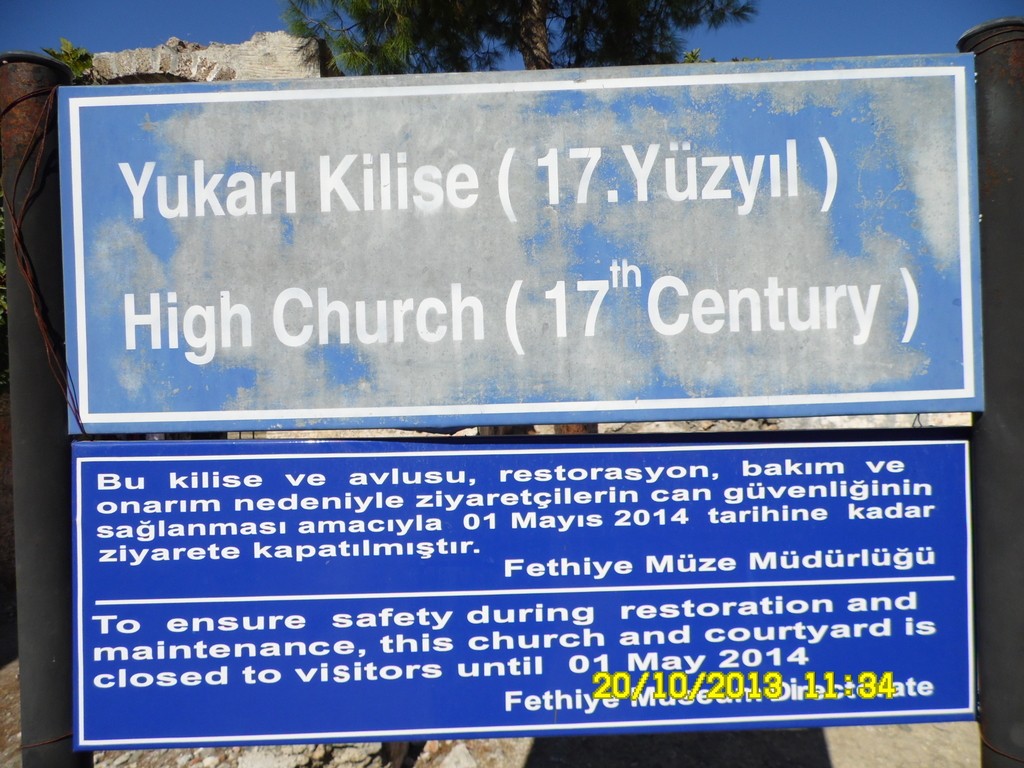 Yukarı Kilise ( 17.Yüzyıl )
High Church ( 17th Century )
Bu kilise ve avlusu, restorasyon, bakım ve
onarım nedeniyle ziyaretçilerin can güvenliğinin
sağlanması amacıyla 01 Mayıs 2014 tarihine kadar
ziyarete kapatılmıştır.
Fethiye Müze Müdürlüğü
To ensure safety during restoration and
maintenance, this church and courtyard is
closed to visitors until 01 May 2014
Fethiye Museum Directorate
20/10/2013 11:34